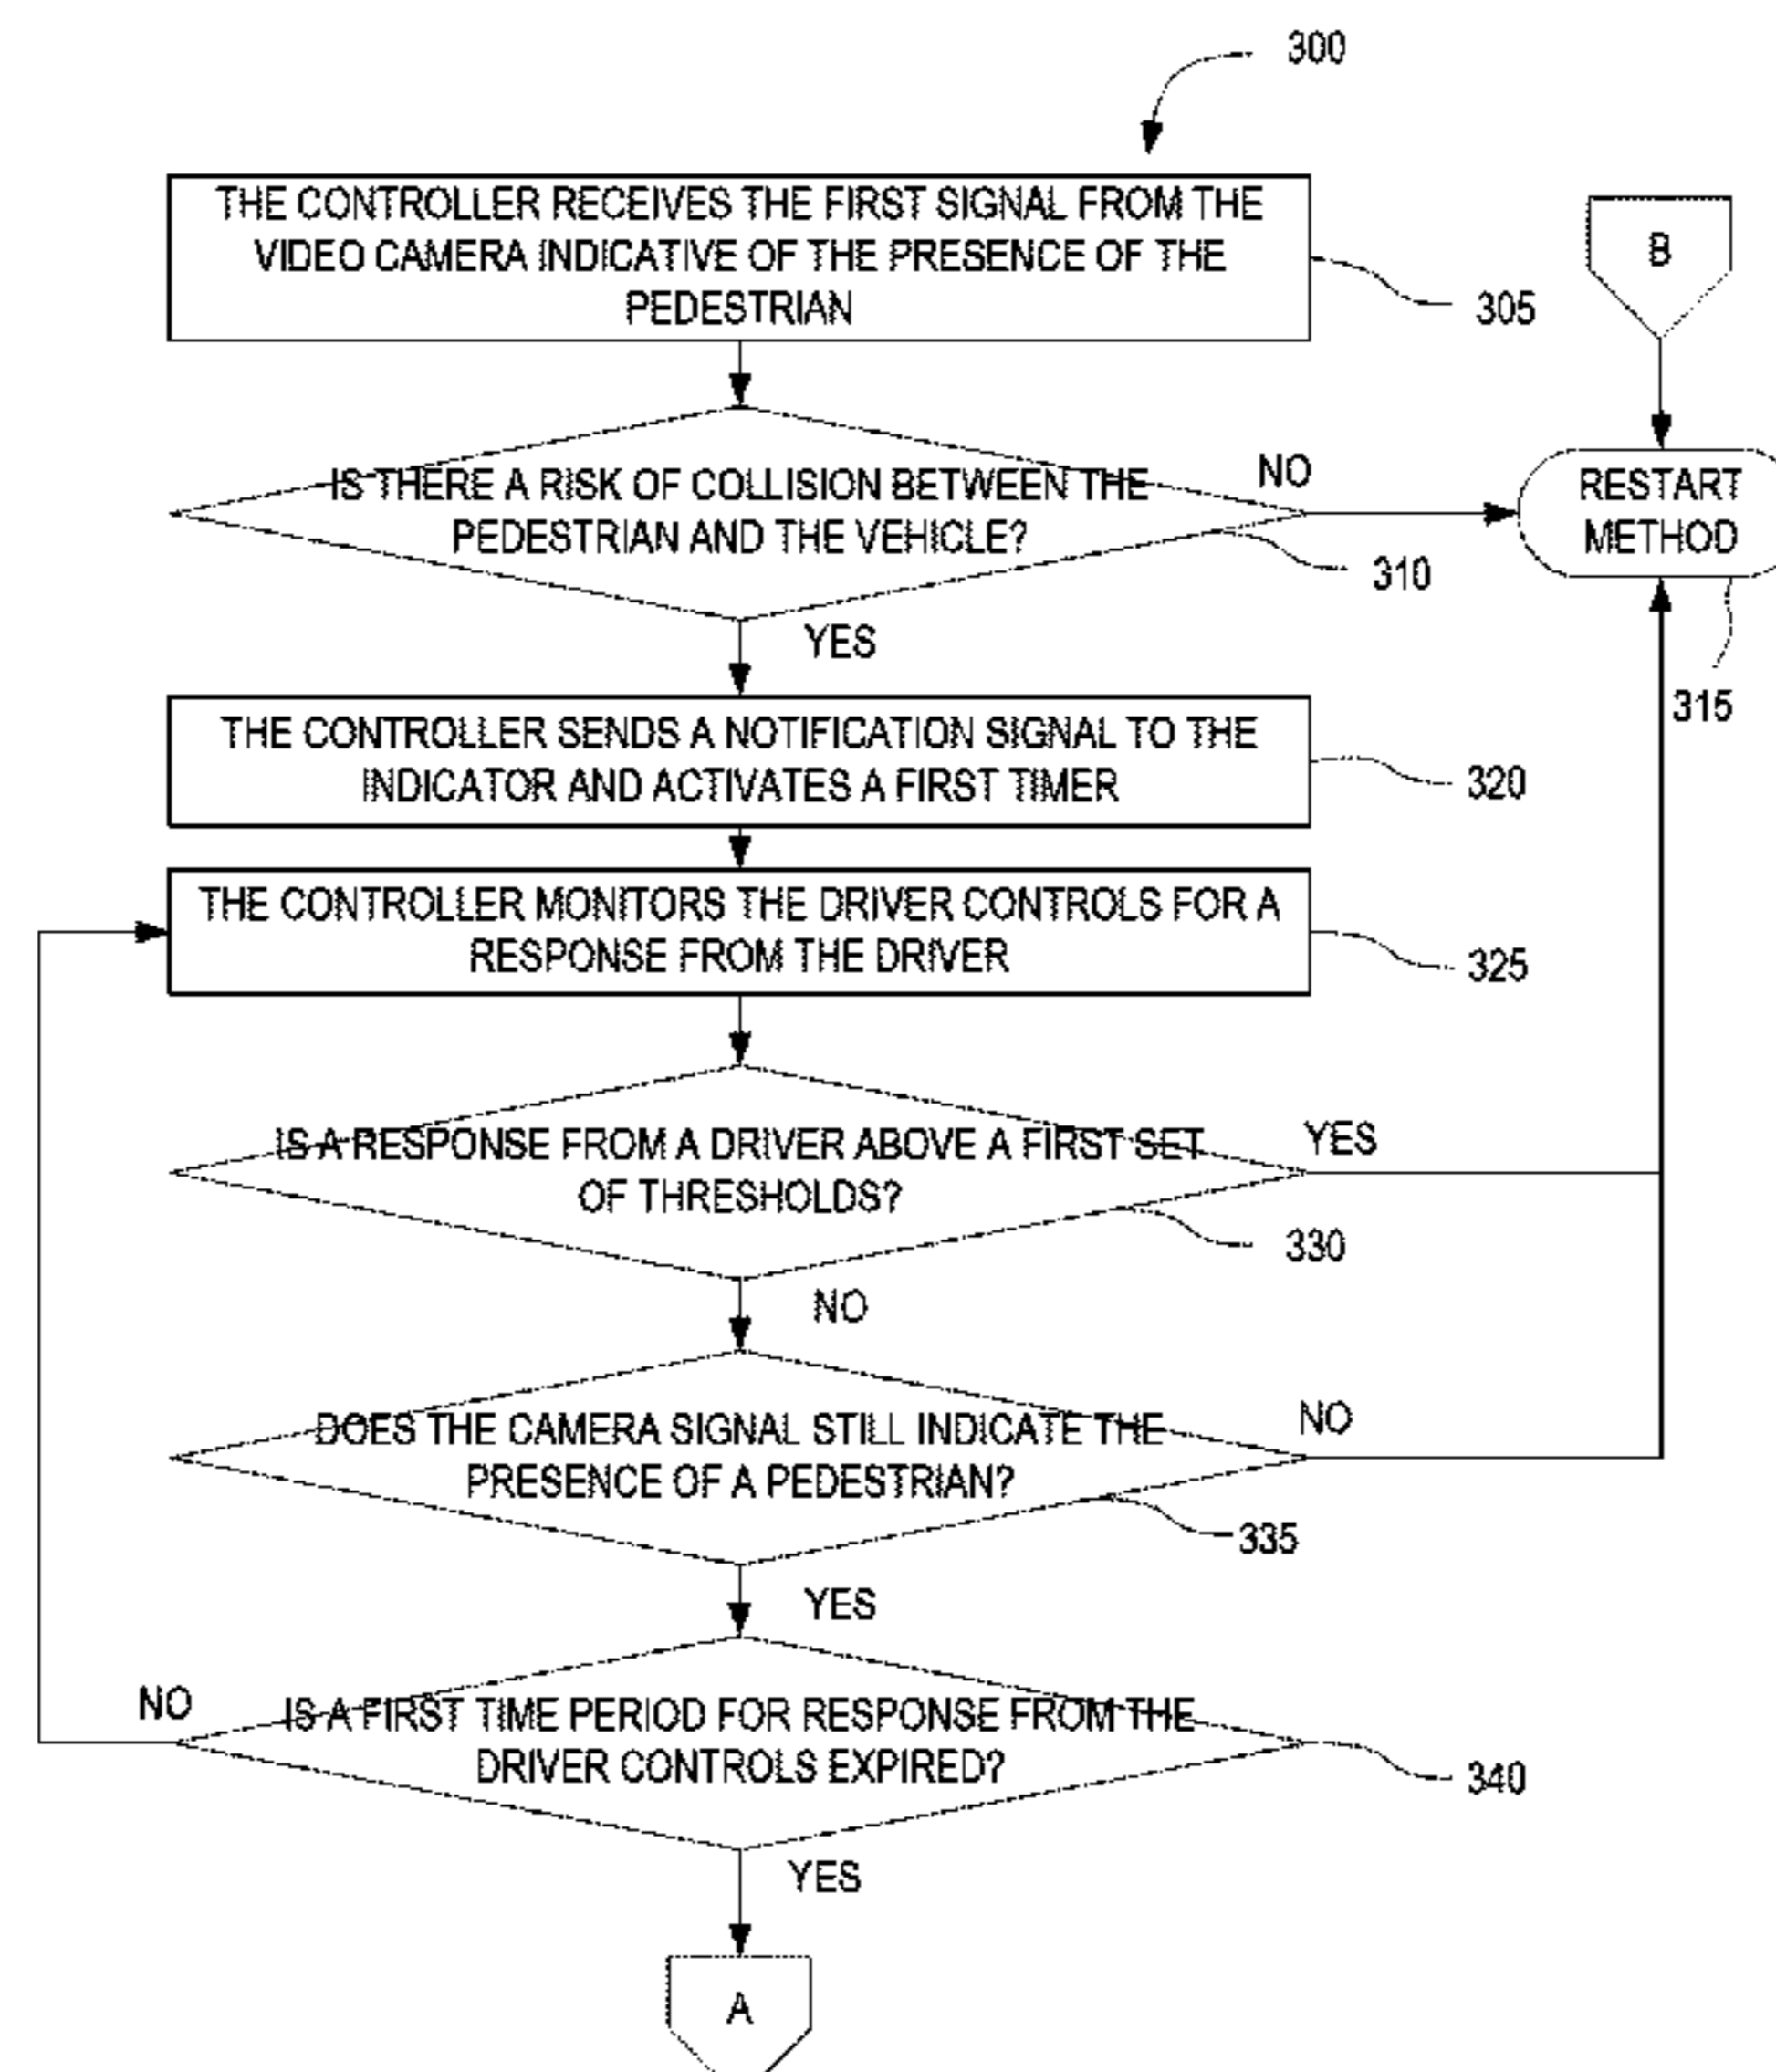 300
THE CONTROLLER RECEIVES THE FIRST SIGNAL FROM THE
VIDEO CAMERA INDICATIVE OF THE PRESENCE OF THE
PEDESTRIAN
305
B
IS THERE A RISK OF COLLISION BETWEEN THE
PEDESTRIAN AND THE VEHICLE?
NO
310
RESTART
METHOD
315
YES
THE CONTROLLER SENDS A NOTIFICATION SIGNAL TO THE
INDICATOR AND ACTIVATES A FIRST TIMER
320
THE CONTROLLER MONITORS THE DRIVER CONTROLS FOR A
RESPONSE FROM THE DRIVER
325
IS A RESPONSE FROM A DRIVER ABOVE A FIRST SET
OF THRESHOLDS?
YES
330
NO
DOES THE CAMERA SIGNAL STILL INDICATE THE
PRESENCE OF A PEDESTRIAN?
NO
335
YES
NO
IS A FIRST TIME PERIOD FOR RESPONSE FROM THE
DRIVER CONTROLS EXPIRED?
340
YES
A